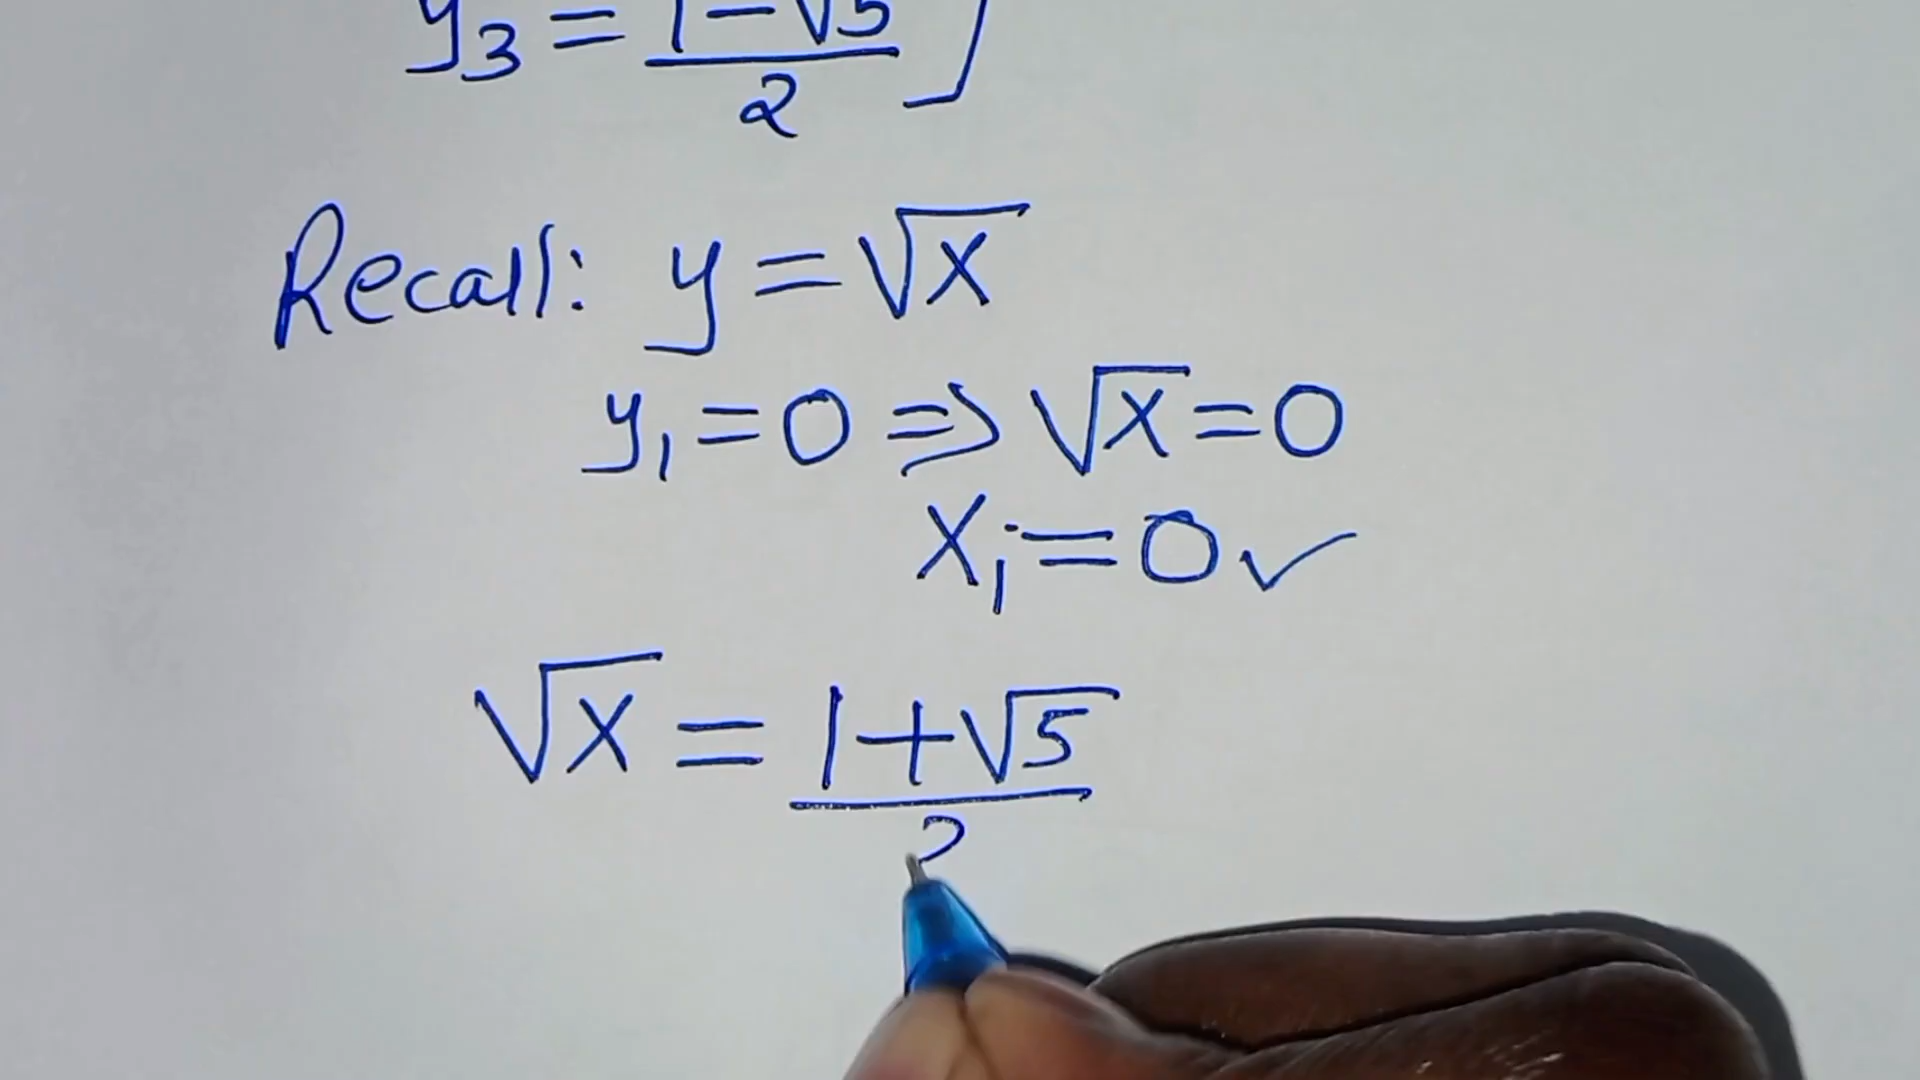 y₃ = (1-√5)/2 ]
Recall: y = √x
y₁ = 0 ⇒ √x = 0
x₁ = 0 ✓
√x = (1+√5)/2